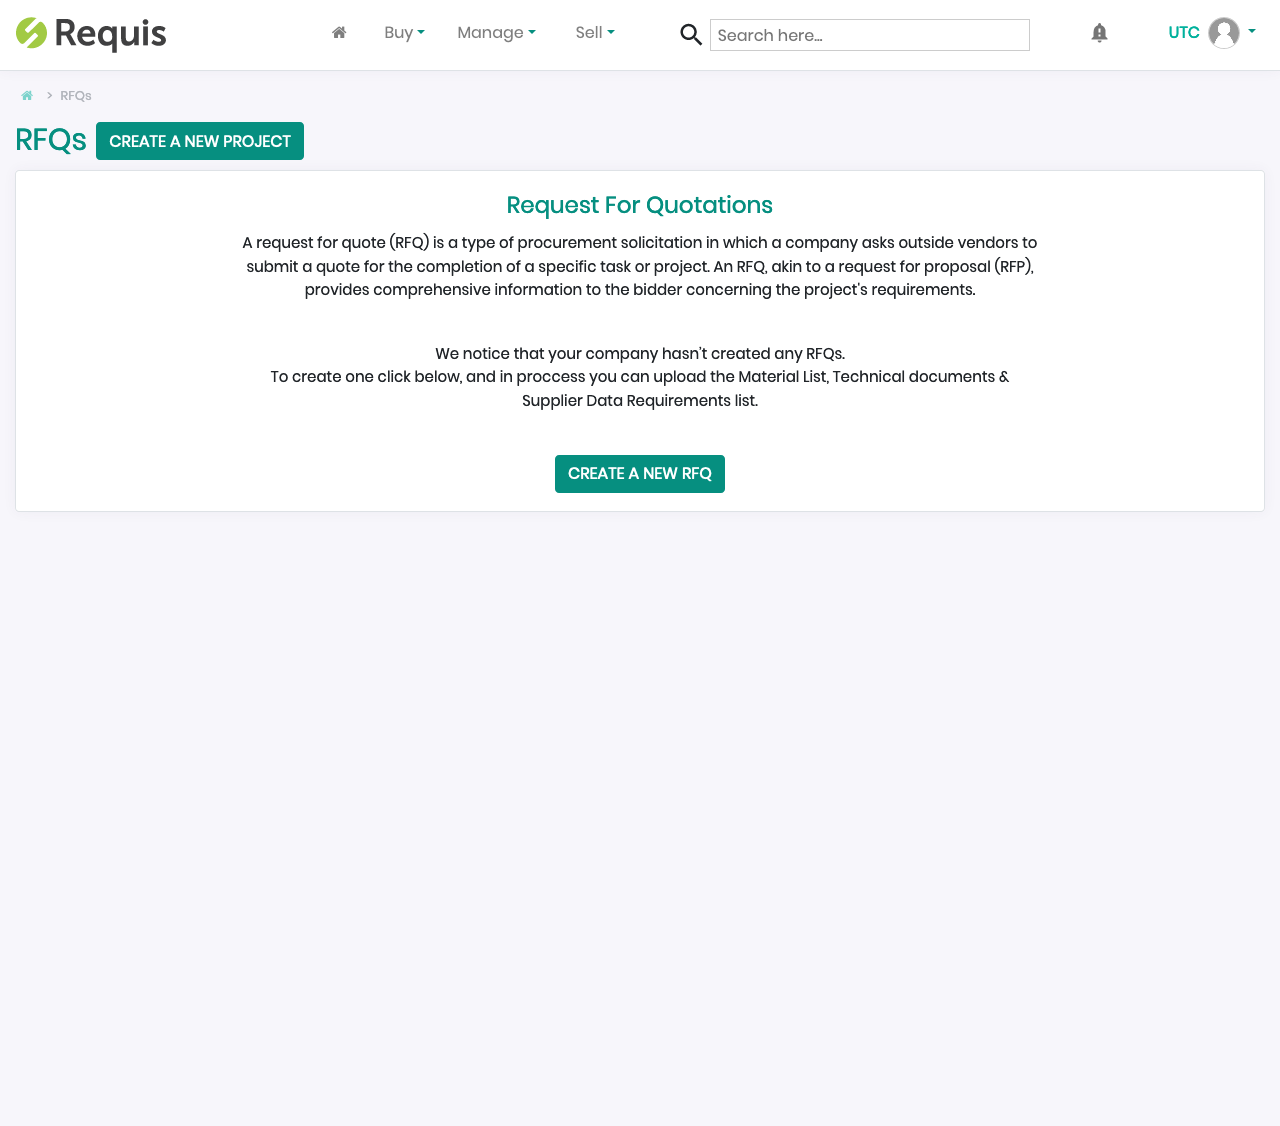 Requis
Buy
Manage
Sell
Search here...
UTC
> RFQs
RFQs
CREATE A NEW PROJECT
Request For Quotations
A request for quote (RFQ) is a type of procurement solicitation in which a company asks outside vendors to
submit a quote for the completion of a specific task or project. An RFQ, akin to a request for proposal (RFP),
provides comprehensive information to the bidder concerning the project's requirements.
We notice that your company hasn't created any RFQs.
To create one click below, and in proccess you can upload the Material List, Technical documents &
Supplier Data Requirements list.
CREATE A NEW RFQ